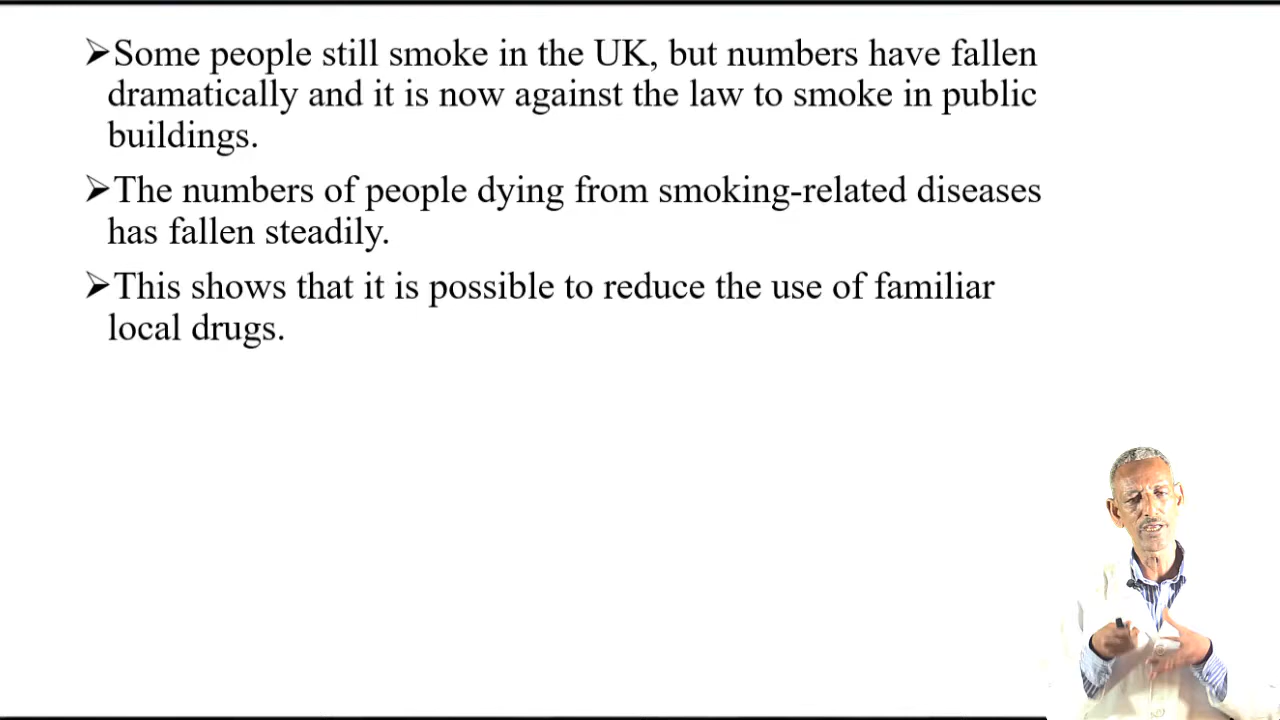 ➢Some people still smoke in the UK, but numbers have fallen
dramatically and it is now against the law to smoke in public
buildings.
➢The numbers of people dying from smoking-related diseases
has fallen steadily.
➢This shows that it is possible to reduce the use of familiar
local drugs.